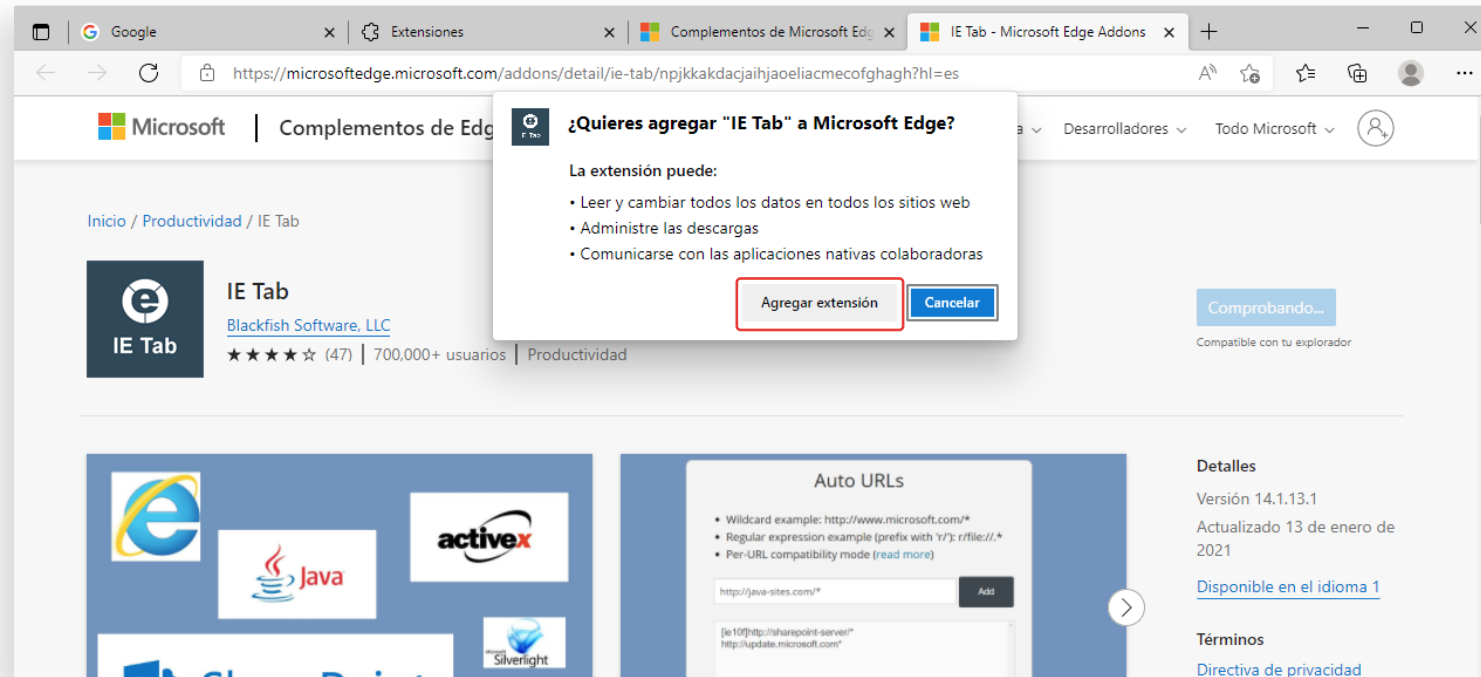 Google
Extensiones
Complementos de Microsoft Edg
IE Tab - Microsoft Edge Addons
https://microsoftedge.microsoft.com/addons/detail/ie-tab/npjkkakdacjaihjaoeliacmecofghagh?hl=es
Microsoft
Complementos de Edg
a
Desarrolladores
Todo Microsoft
IE Tab
¿Quieres agregar "IE Tab" a Microsoft Edge?
La extensión puede:
• Leer y cambiar todos los datos en todos los sitios web
• Administre las descargas
• Comunicarse con las aplicaciones nativas colaboradoras
Agregar extensión
Cancelar
Inicio / Productividad / IE Tab
IE Tab
IE Tab
Blackfish Software, LLC
★★★★☆ (47) | 700,000+ usuarios | Productividad
Comprobando...
Compatible con tu explorador
Java
activex
Microsoft
Silverlight
Auto URLs
• Wildcard example: http://www.microsoft.com/*
• Regular expression example (prefix with 'r/'): r/file://.*
• Per-URL compatibility mode (read more)
http://java-sites.com/*
Add
[ie10f]http://sharepoint-server/*
http://update.microsoft.com*
Detalles
Versión 14.1.13.1
Actualizado 13 de enero de
2021
Disponible en el idioma 1
Términos
Directiva de privacidad